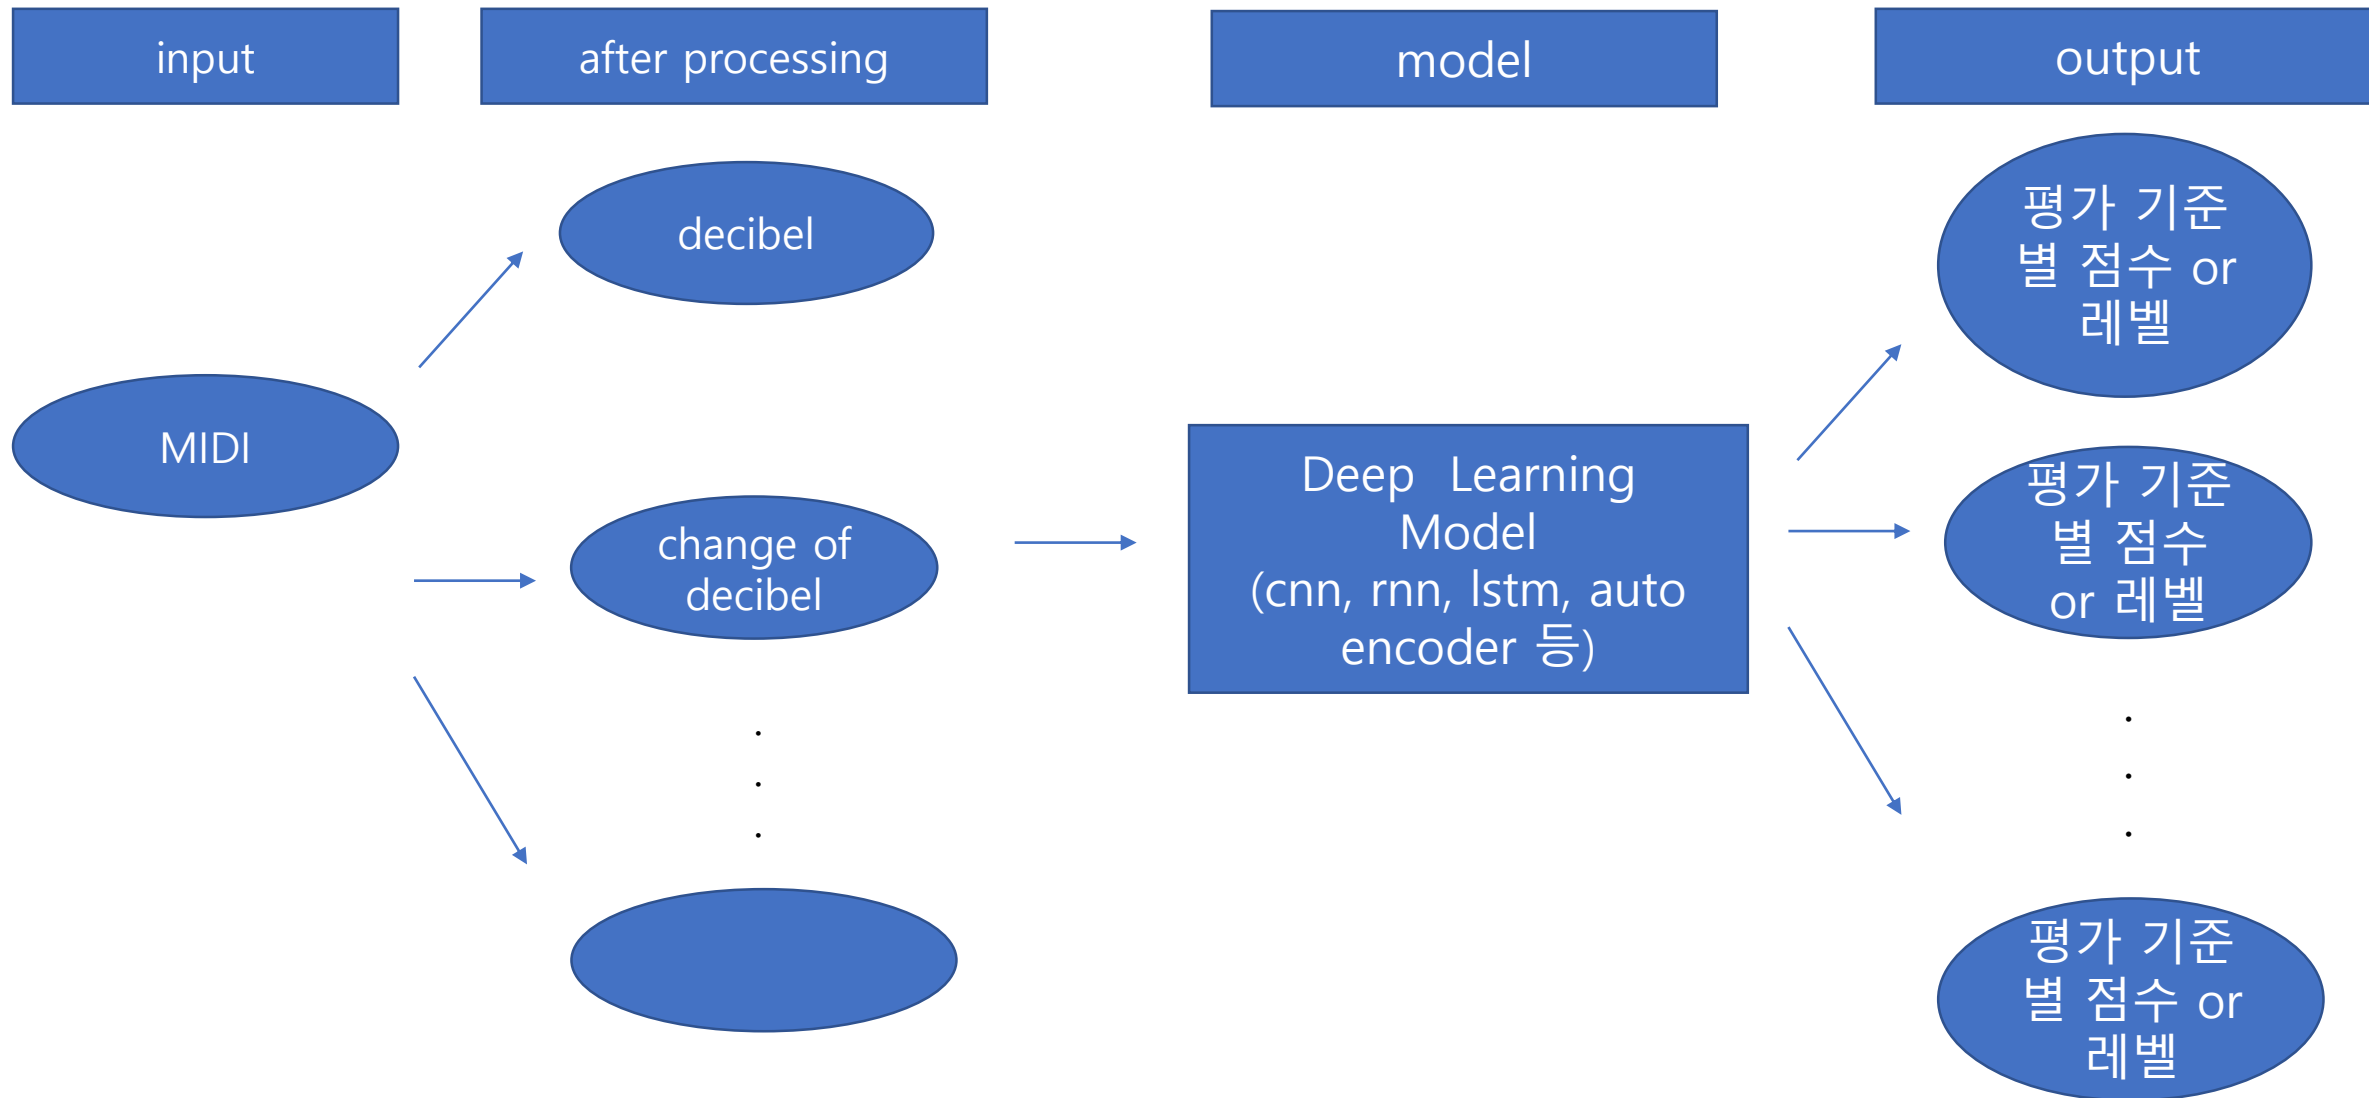 input
after processing
model
output
decibel
MIDI
change of
decibel
.
.
.
Deep Learning
Model
(cnn, rnn, lstm, auto
encoder 등)
평가 기준
별 점수 or
레벨
평가 기준
별 점수
or 레벨
.
.
.
평가 기준
별 점수 or
레벨